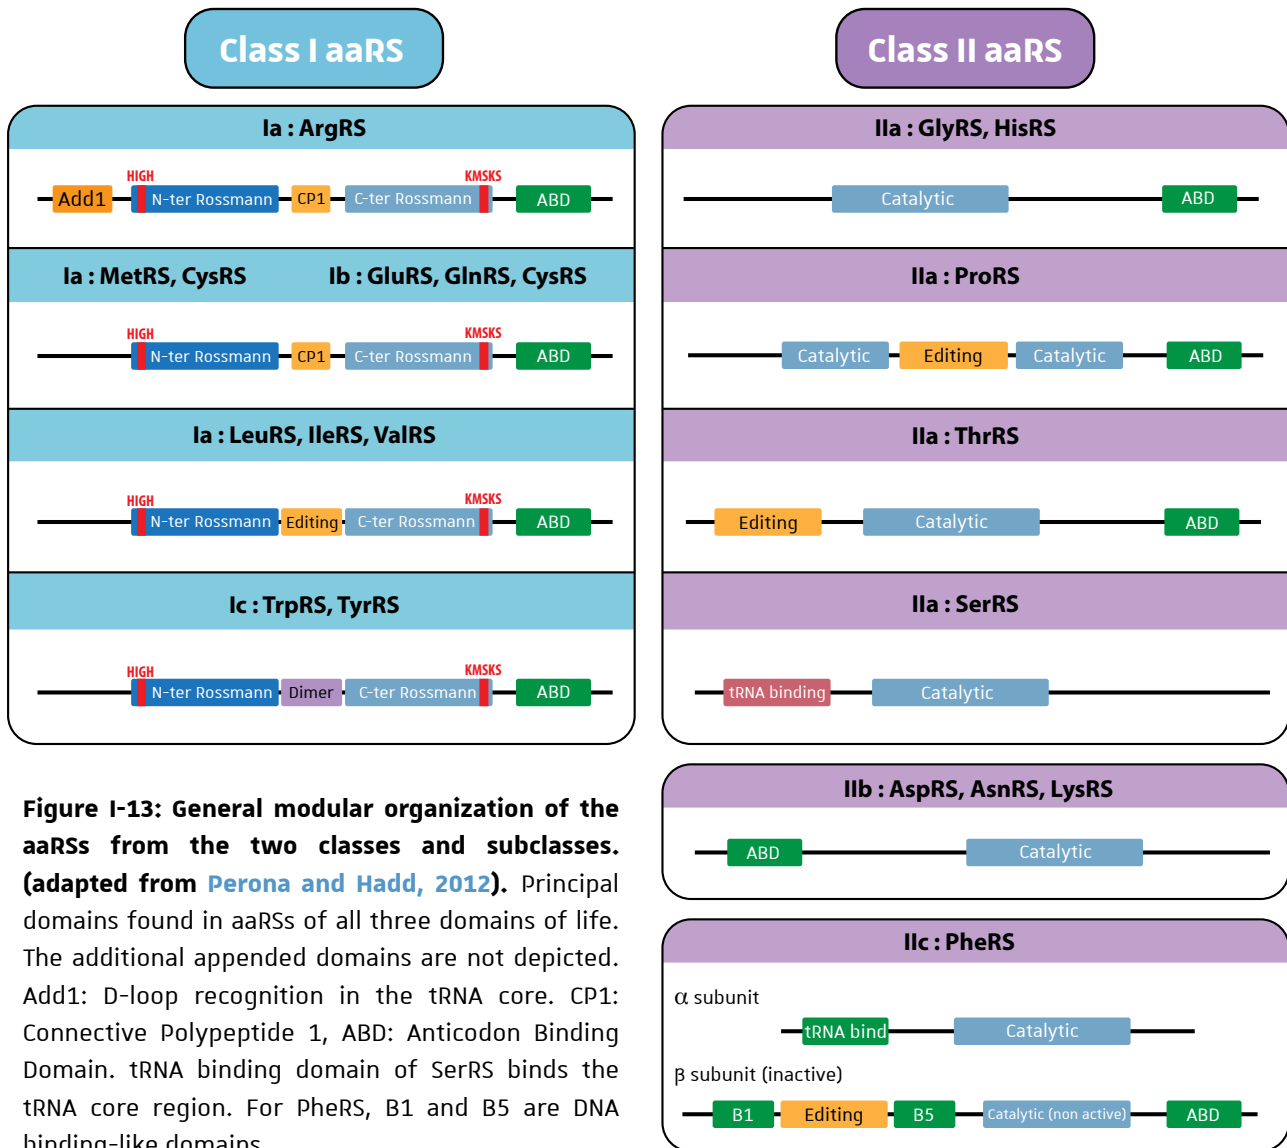 Class I aaRS
Ia : ArgRS
HIGH
KMSKS
Add1 N-ter Rossmann CP1 C-ter Rossmann ABD
Ia : MetRS, CysRS Ib : GluRS, GlnRS, CysRS
HIGH
KMSKS
N-ter Rossmann CP1 C-ter Rossmann ABD
Ia : LeuRS, IleRS, ValRS
HIGH
KMSKS
N-ter Rossmann Editing C-ter Rossmann ABD
Ic : TrpRS, TyrRS
HIGH
KMSKS
N-ter Rossmann Dimer C-ter Rossmann ABD
Class II aaRS
IIa : GlyRS, HisRS
Catalytic ABD
IIa : ProRS
Catalytic Editing Catalytic ABD
IIa : ThrRS
Editing Catalytic ABD
IIa : SerRS
tRNA binding Catalytic
IIb : AspRS, AsnRS, LysRS
ABD Catalytic
IIc : PheRS
α subunit
tRNA bind Catalytic
β subunit (inactive)
B1 Editing B5 Catalytic (non active) ABD
Figure I-13: General modular organization of the
aaRSs from the two classes and subclasses.
(adapted from Perona and Hadd, 2012). Principal
domains found in aaRSs of all three domains of life.
The additional appended domains are not depicted.
Add1: D-loop recognition in the tRNA core. CP1:
Connective Polypeptide 1, ABD: Anticodon Binding
Domain. tRNA binding domain of SerRS binds the
tRNA core region. For PheRS, B1 and B5 are DNA
binding-like domains